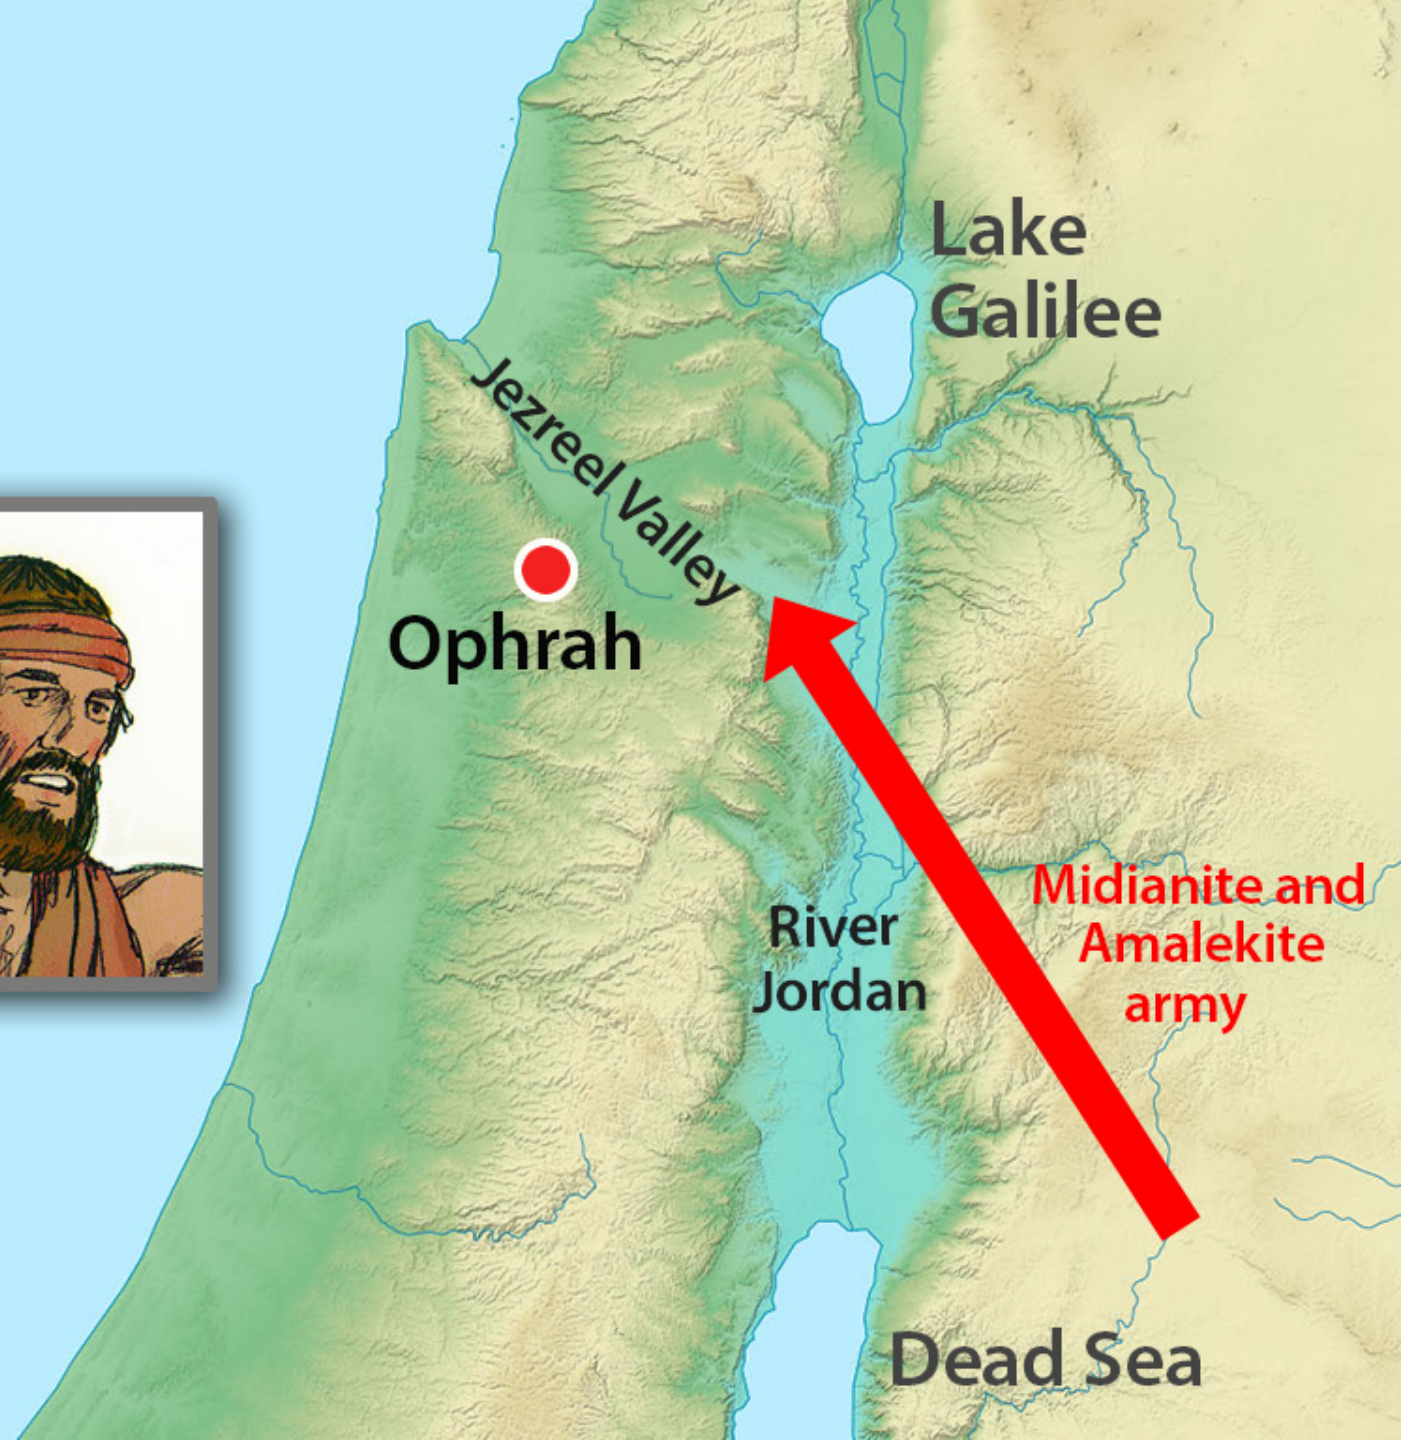 Lake
Galilee
Jezreel Valley
Ophrah
Midianite and
Amalekite
army
River
Jordan
Dead Sea